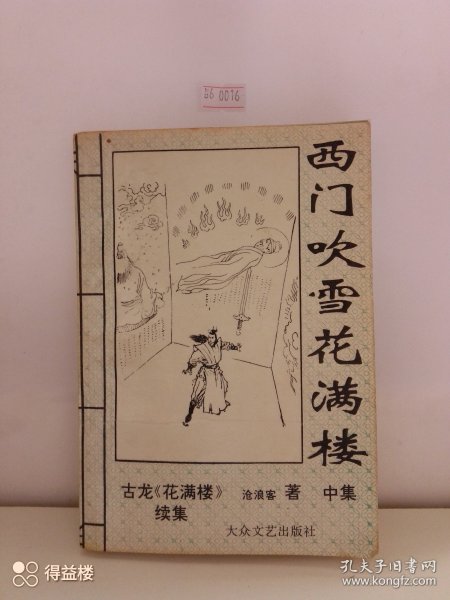 b6 0016
西门吹雪花满楼
古龙《花满楼》
续集
沧浪客 著 中集
大众文艺出版社
得益楼
孔夫子旧书网
www.kongfz.com